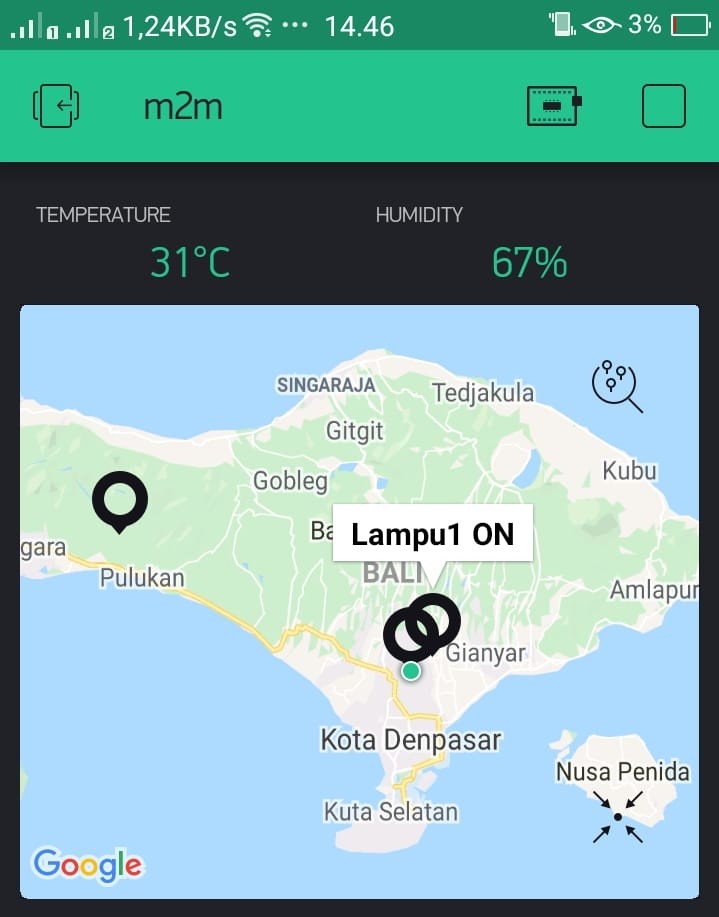 1 2 1,24KB/s ... 14.46 3%
m2m
TEMPERATURE HUMIDITY
31°C 67%
SINGARAJA
Tedjakula
Gitgit
Kubu
Gobleg
Ba
Lampu1 ON
gara
BALI
Pulukan
Amlapur
Gianyar
Kota Denpasar
Nusa Penida
Kuta Selatan
Google